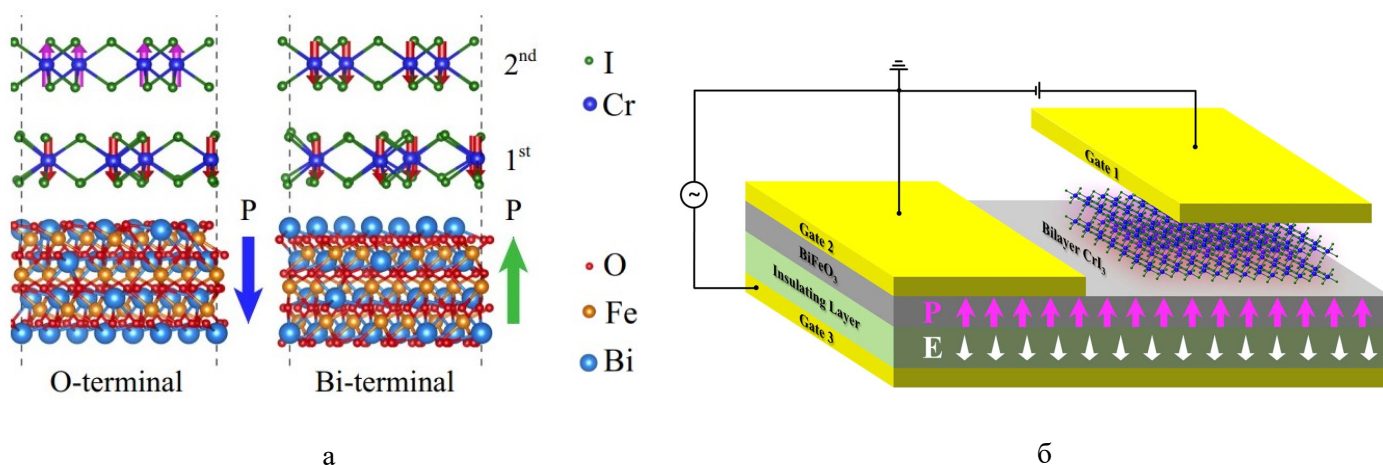 2nd
I
Cr
1st
P
P
O
Fe
Bi
O-terminal
Bi-terminal
а
~
Gate 1
Gate 2
BiFeO3
Insulating Layer
Gate 3
Bilayer CrI3
P
E
б